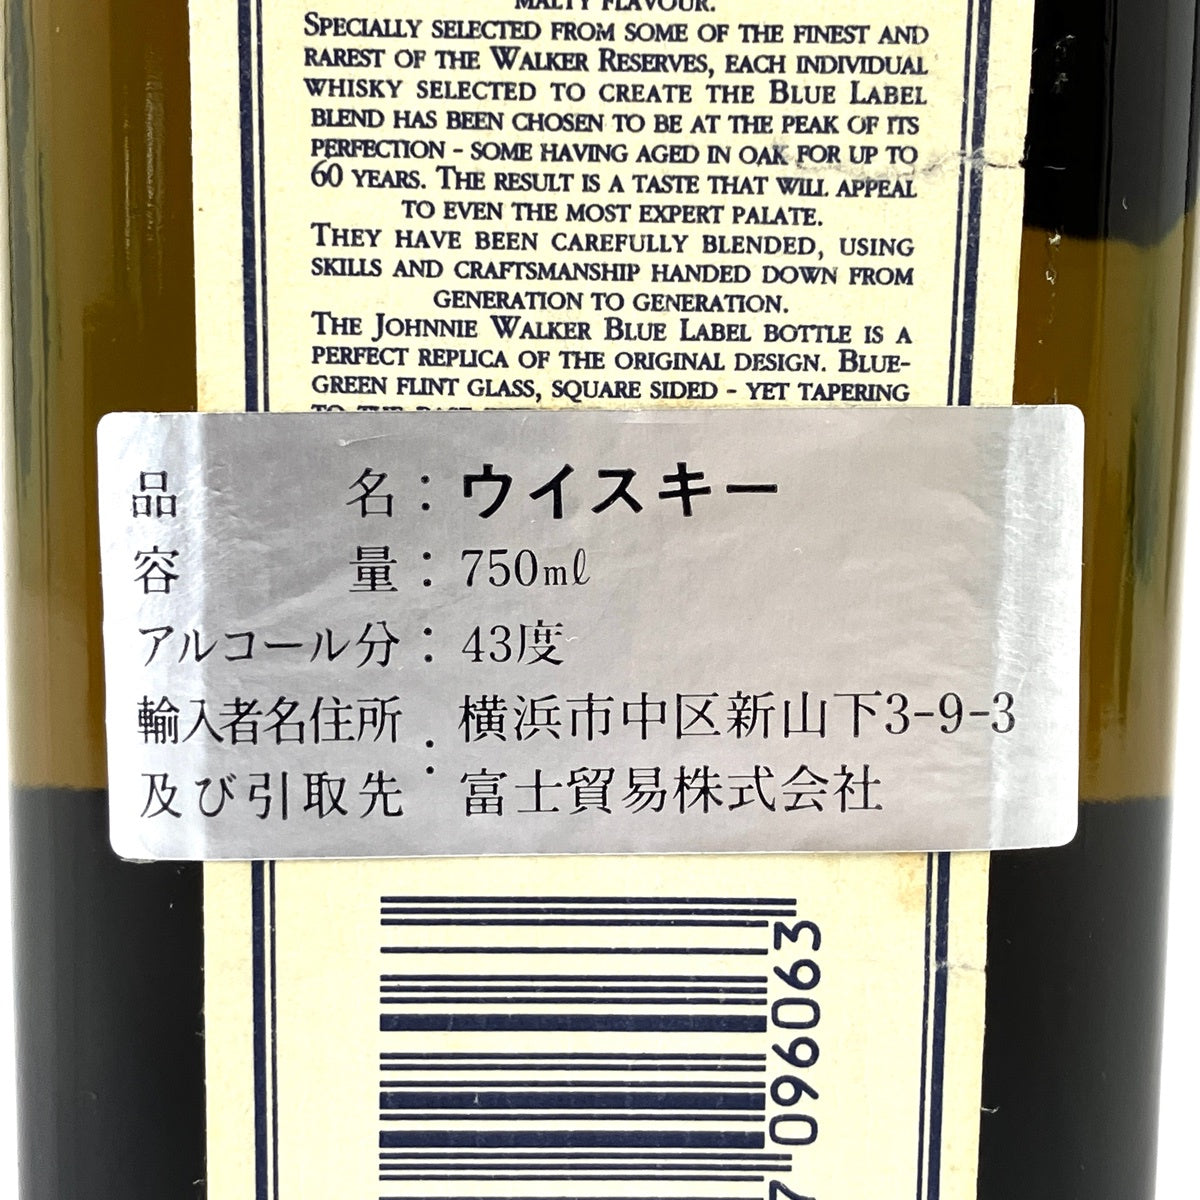 MALTY FLAVOUR.
SPECIALLY SELECTED FROM SOME OF THE FINEST AND
RAREST OF THE WALKER RESERVES, EACH INDIVIDUAL
WHISKY SELECTED TO CREATE THE BLUE LABEL
BLEND HAS BEEN CHOSEN TO BE AT THE PEAK OF ITS
PERFECTION - SOME HAVING AGED IN OAK FOR UP TO
60 YEARS. THE RESULT IS A TASTE THAT WILL APPEAL
TO EVEN THE MOST EXPERT PALATE.
THEY HAVE BEEN CAREFULLY BLENDED, USING
SKILLS AND CRAFTSMANSHIP HANDED DOWN FROM
GENERATION TO GENERATION.
THE JOHNNIE WALKER BLUE LABEL BOTTLE IS A
PERFECT REPLICA OF THE ORIGINAL DESIGN. BLUE-
GREEN FLINT GLASS, SQUARE SIDED - YET TAPERING
品名：ウイスキー
容量：750mℓ
アルコール分：43度
輸入者名住所：横浜市中区新山下3-9-3
及び引取先 富士貿易株式会社
7 096063